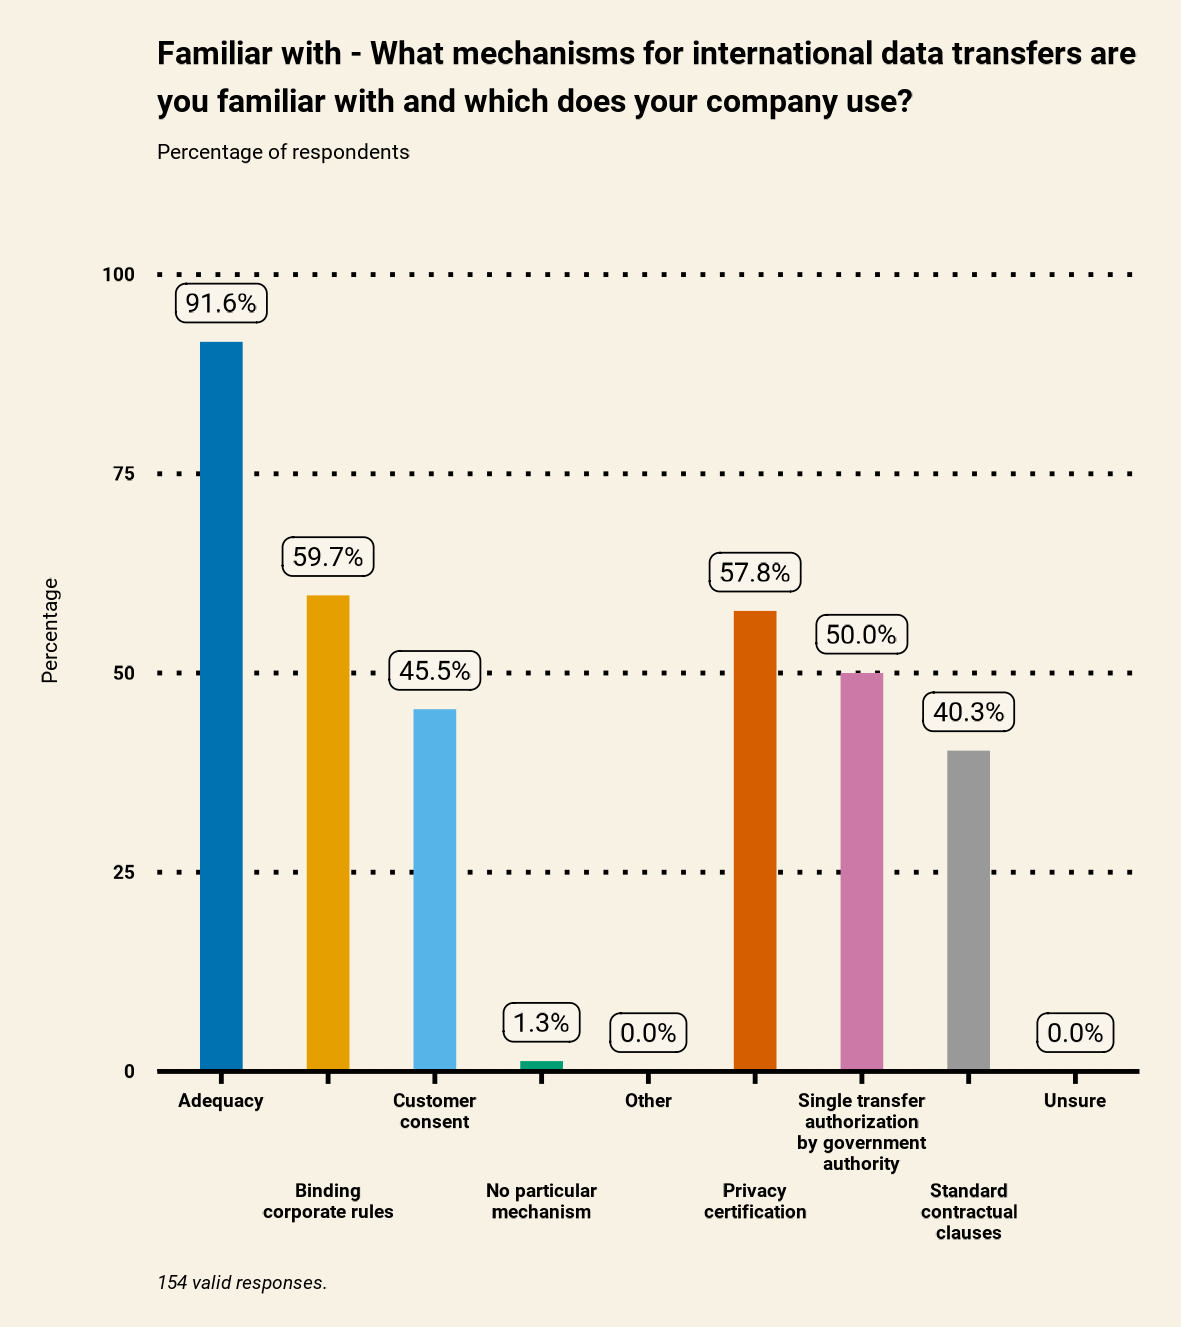 Familiar with - What mechanisms for international data transfers are
you familiar with and which does your company use?
Percentage of respondents
100
91.6%
75
59.7%
57.8%
50.0%
Percentage
50
45.5%
40.3%
25
1.3%
0.0%
0.0%
0
Adequacy
Customer
consent
Other
Single transfer
authorization
by government
authority
Unsure
Binding
corporate rules
No particular
mechanism
Privacy
certification
Standard
contractual
clauses
154 valid responses.